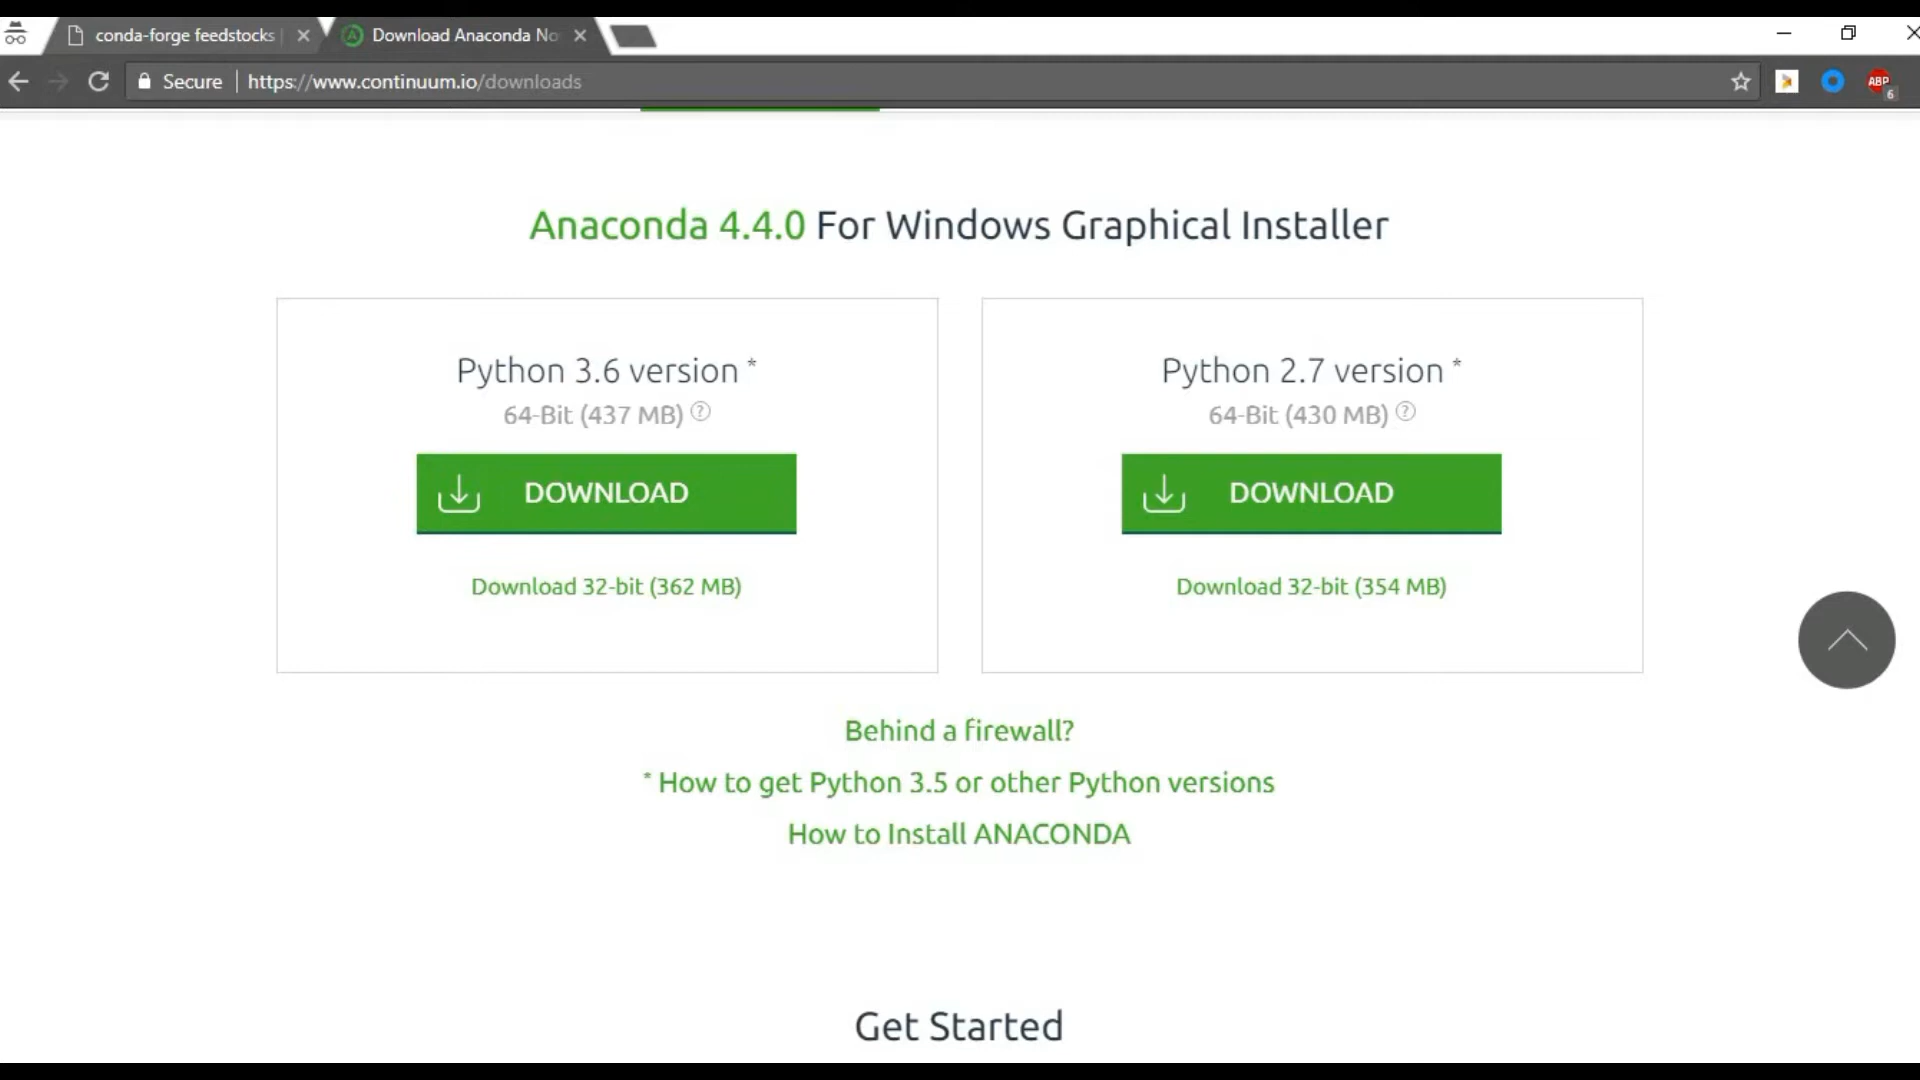 conda-forge feedstocks
Download Anaconda No
Secure
https://www.continuum.io/downloads
ABP
6
Anaconda 4.4.0 For Windows Graphical Installer
Python 3.6 version *
64-Bit (437 MB) ?
DOWNLOAD
Download 32-bit (362 MB)
Python 2.7 version *
64-Bit (430 MB) ?
DOWNLOAD
Download 32-bit (354 MB)
Behind a firewall?
* How to get Python 3.5 or other Python versions
How to Install ANACONDA
Get Started